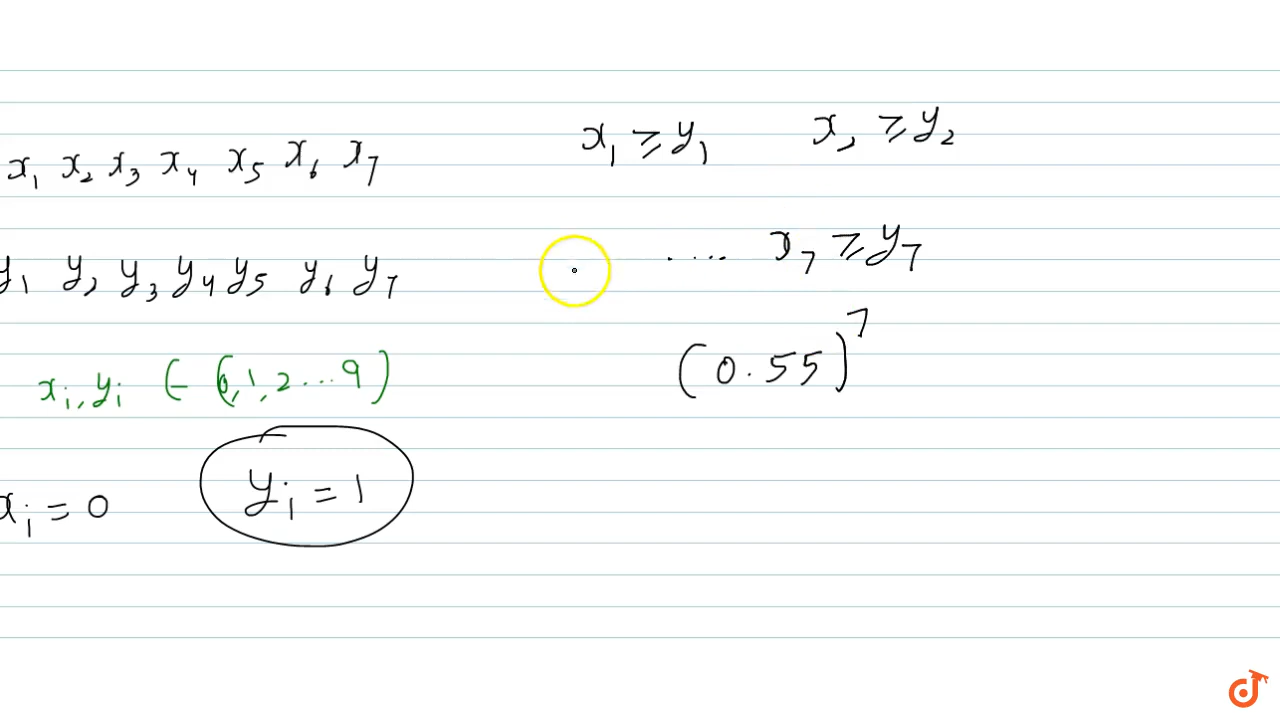 x₁ x₂ x₃ x₄ x₅ x₆ x₇
y₁ y₂ y₃ y₄ y₅ y₆ y₇
xᵢ, yᵢ (– (0, 1, 2 ... 9)
xᵢ = 0 yᵢ = 1
x₁ ≥ y₁ x₂ ≥ y₂
.... x₇ ≥ y₇
(0.55)⁷